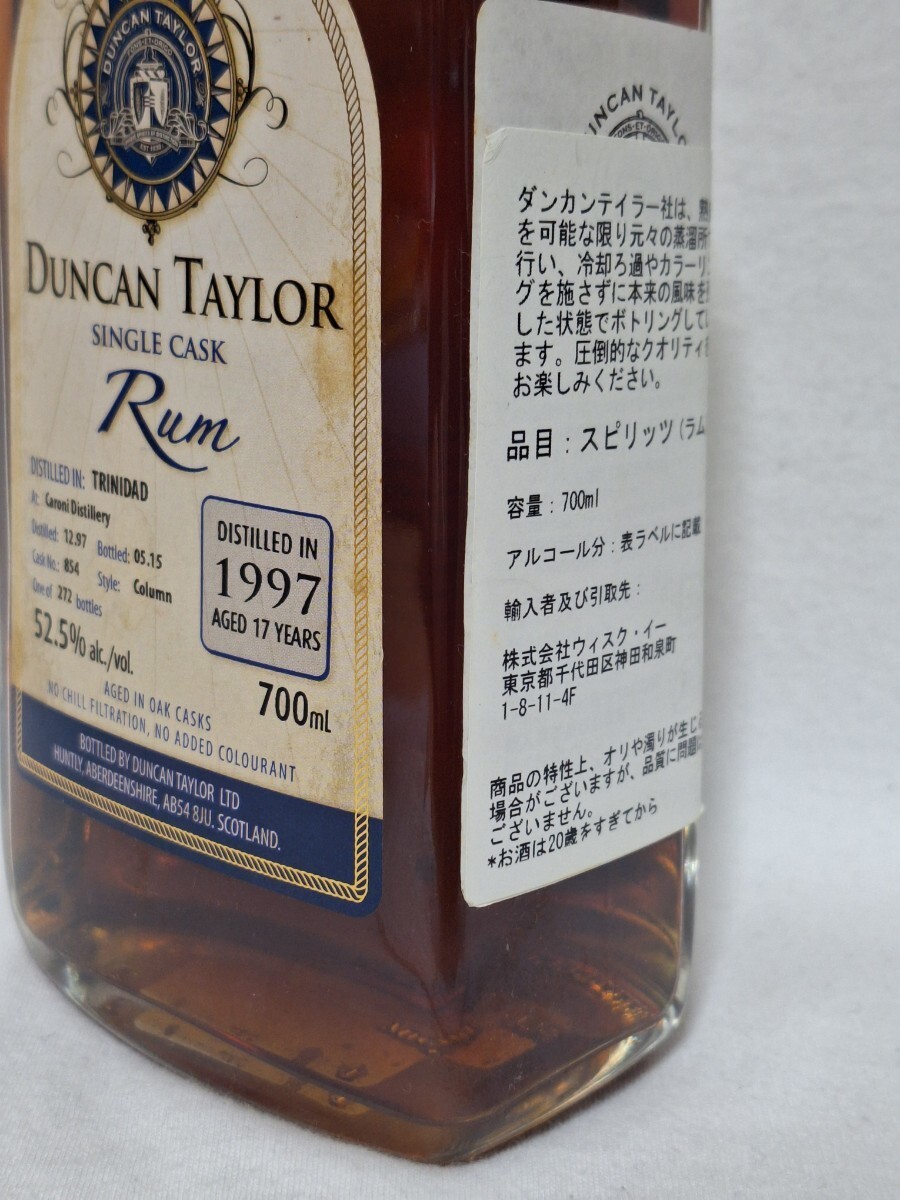 DUNCAN TAYLOR
DUNCAN TAYLOR
SINGLE CASK
Rum
DISTILLED IN: TRINIDAD
At: Caroni Distillery
Distilled: 12.97 Bottled: 05.15
Cask No.: 854 Style: Column
One of 272 bottles
52.5% alc./vol.
DISTILLED IN
1997
AGED 17 YEARS
700mL
AGED IN OAK CASKS
NO CHILL FILTRATION, NO ADDED COLOURANT
BOTTLED BY DUNCAN TAYLOR LTD
HUNTLY, ABERDEENSHIRE, AB54 8JU. SCOTLAND.
UNCAN TAYLO
ダンカンテイラー社は、熟
を可能な限り元々の蒸溜所
行い、冷却ろ過やカラーリ
グを施さずに本来の風味を
した状態でボトリングして
ます。圧倒的なクオリティ
お楽しみください。
品目：スピリッツ（ラム
容量：700ml
アルコール分：表ラベルに記載
輸入者及び引取先：
株式会社ウィスク・イー
東京都千代田区神田和泉町
1-8-11-4F
商品の特性上、オリや濁りが生じ
場合がございますが、品質に問題
ございません。
*お酒は20歳をすぎてから